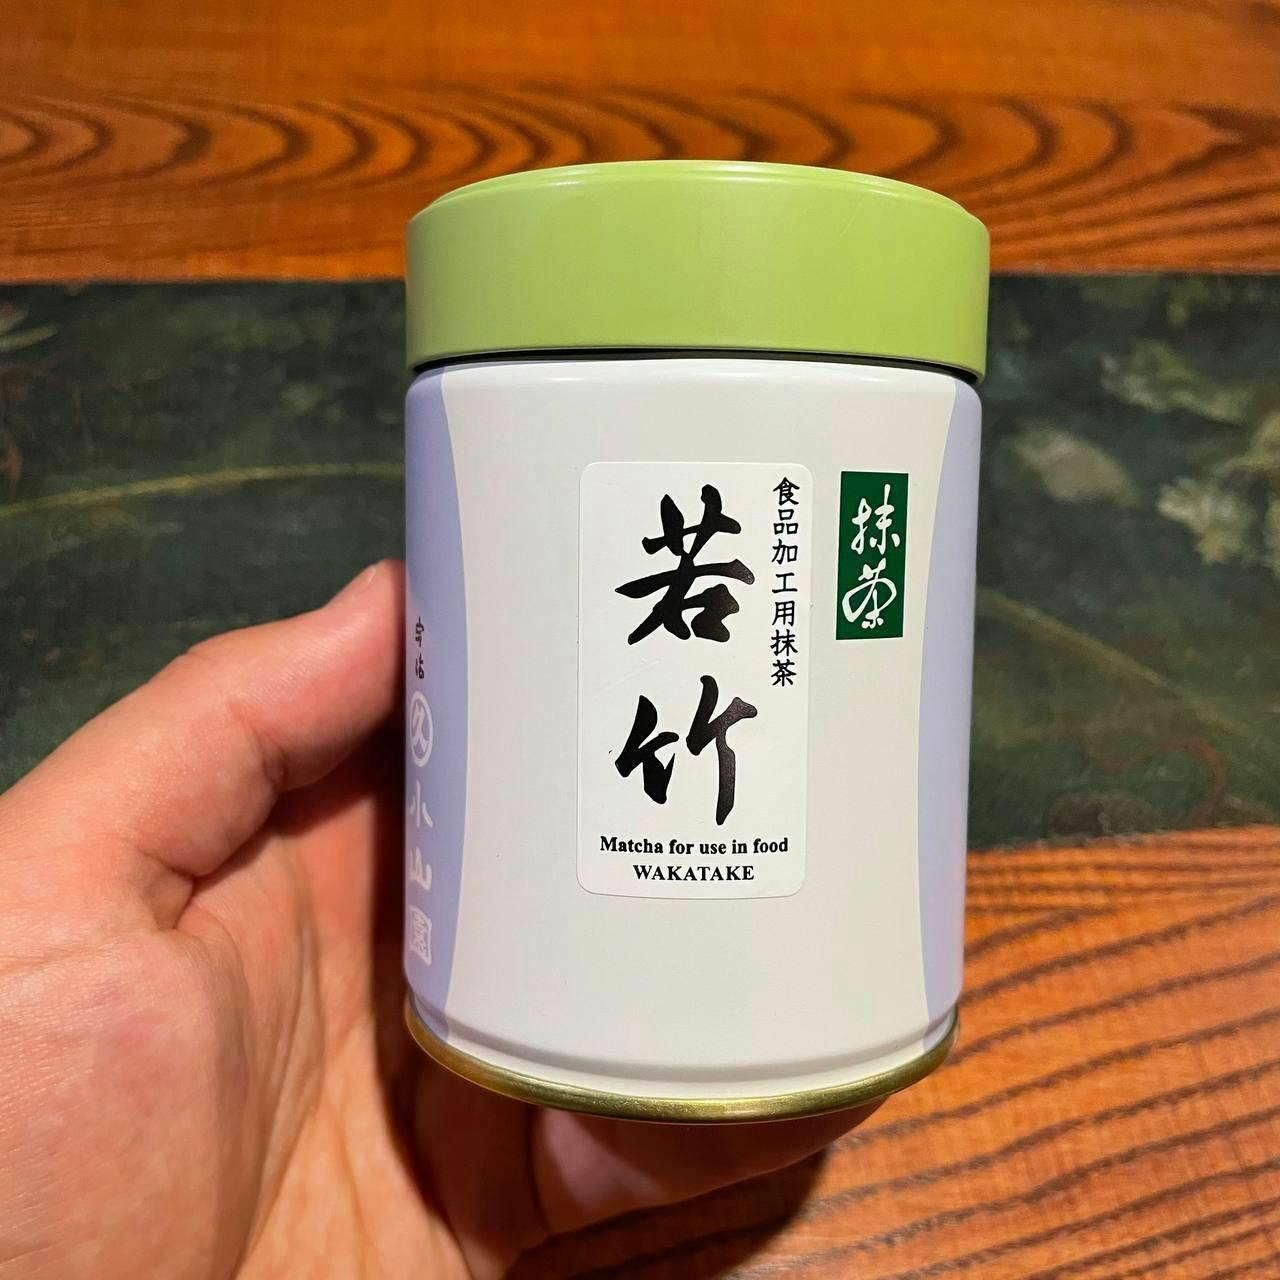 抹茶
食品加工用抹茶
若竹
Matcha for use in food
WAKATAKE
宇治
久
小山園